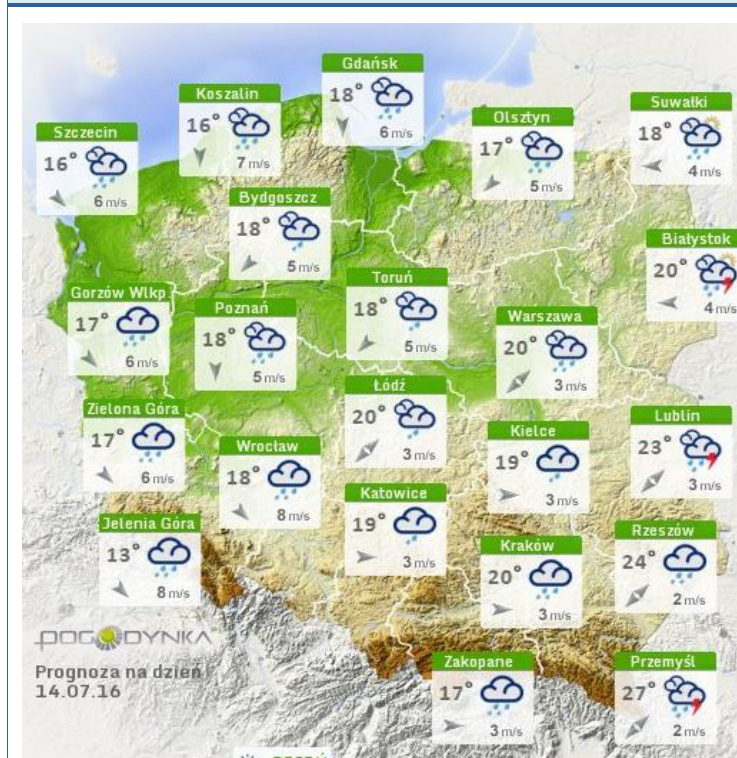 Gdańsk
18°
6 m/s
Koszalin
16°
7 m/s
Olsztyn
17°
5 m/s
Suwałki
18°
4 m/s
Szczecin
16°
6 m/s
Bydgoszcz
18°
5 m/s
Białystok
20°
4 m/s
Toruń
18°
5 m/s
Gorzów Wlkp
17°
6 m/s
Poznań
18°
5 m/s
Warszawa
20°
3 m/s
Łódź
20°
3 m/s
Zielona Góra
17°
6 m/s
Lublin
23°
3 m/s
Kielce
19°
3 m/s
Wrocław
18°
8 m/s
Katowice
19°
3 m/s
Jelenia Góra
13°
8 m/s
Rzeszów
24°
2 m/s
Kraków
20°
3 m/s
POGODYNKA
Prognoza na dzień
14.07.16
Zakopane
17°
3 m/s
Przemyśl
27°
2 m/s